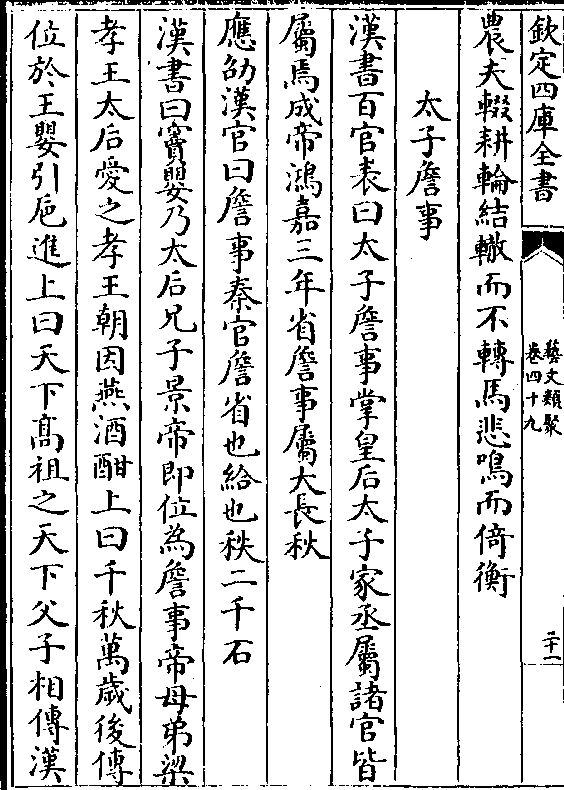 欽定四庫全書
藝文類聚
卷四十九
二十一
農夫輟耕輪結轍而不轉馬悲鳴而倚衡
太子詹事
漢書百官表曰太子詹事掌皇后太子家丞屬諸官皆
屬焉成帝鴻嘉三年省詹事屬大長秋
應劭漢官曰詹事秦官詹省也給也秩二千石
漢書曰竇嬰乃太后兄子景帝即位為詹事帝母弟梁
孝王太后愛之孝王朝因燕酒酣上曰千秋萬歲後傳
位於王嬰引巵進上曰天下髙祖之天下父子相傳漢